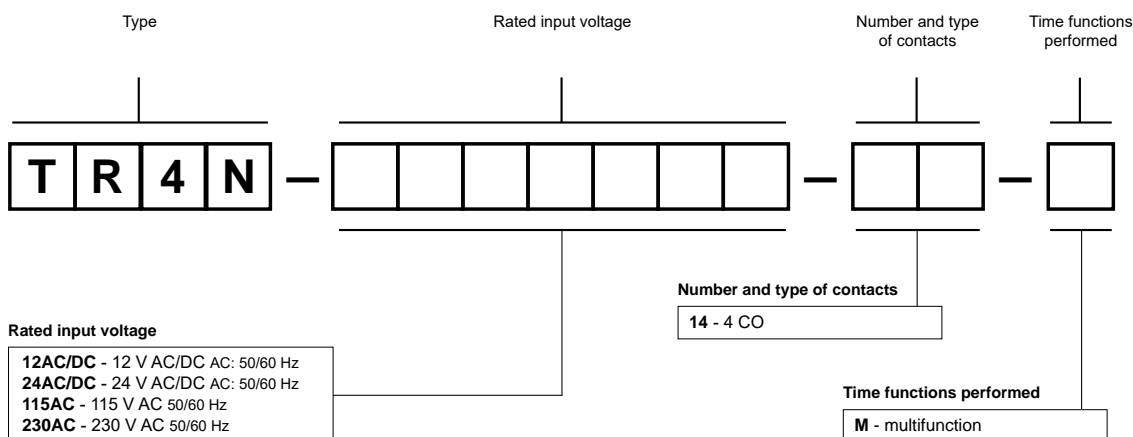 Type
Rated input voltage
Number and type
of contacts
Time functions
performed
T R 4 N – –  –
Number and type of contacts
14 - 4 CO
Rated input voltage
12AC/DC - 12 V AC/DC AC: 50/60 Hz
24AC/DC - 24 V AC/DC AC: 50/60 Hz
115AC - 115 V AC 50/60 Hz
230AC - 230 V AC 50/60 Hz
Time functions performed
M - multifunction